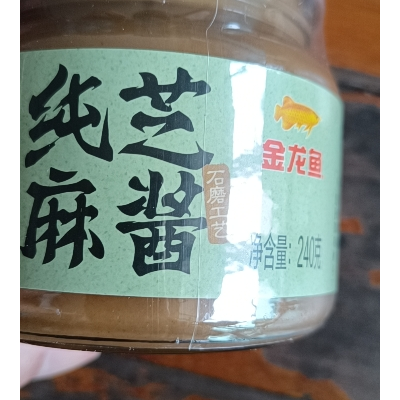 纯芝
麻酱
石磨工艺
金龙鱼
净含量：240克